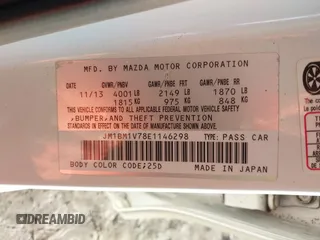 MFD. BY MAZDA MOTOR CORPORATION
DATE GVWR/PNBV GAWR/PNBE FRT GAWR/PNBE RR
11/13 4001LB 2149 LB 1870 LB
1815KG 975 KG 848 KG
THIS VEHICLE CONFORMS TO ALL APPLICABLE FEDERAL MOTOR VEHICLE SAFETY
,BUMPER,AND THEFT PREVENTION
STANDARDS IN EFFECT ON THE DATE OF MANUFACTURE SHOWN ABOVE.
JM1BM1V78E1146298 TYPE:PASS CAR
BODY COLOR CODE:25D MADE IN JAPAN
DREAMBID
DREAMBID.COM